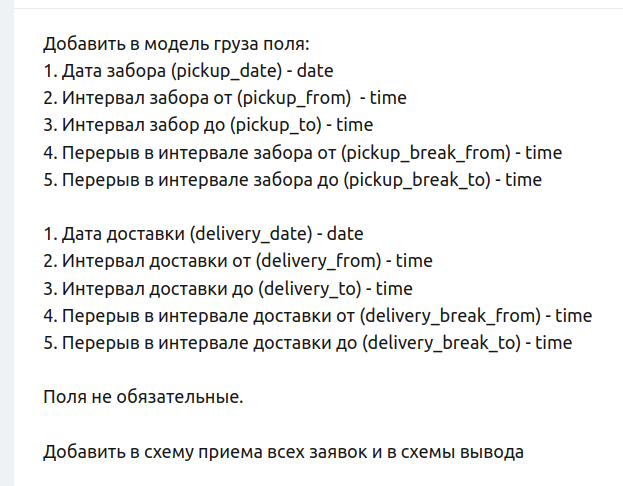 Добавить в модель груза поля:
1. Дата забора (pickup_date) - date
2. Интервал забора от (pickup_from)  - time
3. Интервал забор до (pickup_to) - time
4. Перерыв в интервале забора от (pickup_break_from) - time
5. Перерыв в интервале забора до (pickup_break_to) - time
1. Дата доставки (delivery_date) - date
2. Интервал доставки от (delivery_from) - time
3. Интервал доставки до (delivery_to) - time
4. Перерыв в интервале доставки от (delivery_break_from) - time
5. Перерыв в интервале доставки до (delivery_break_to) - time
Поля не обязательные.
Добавить в схему приема всех заявок и в схемы вывода